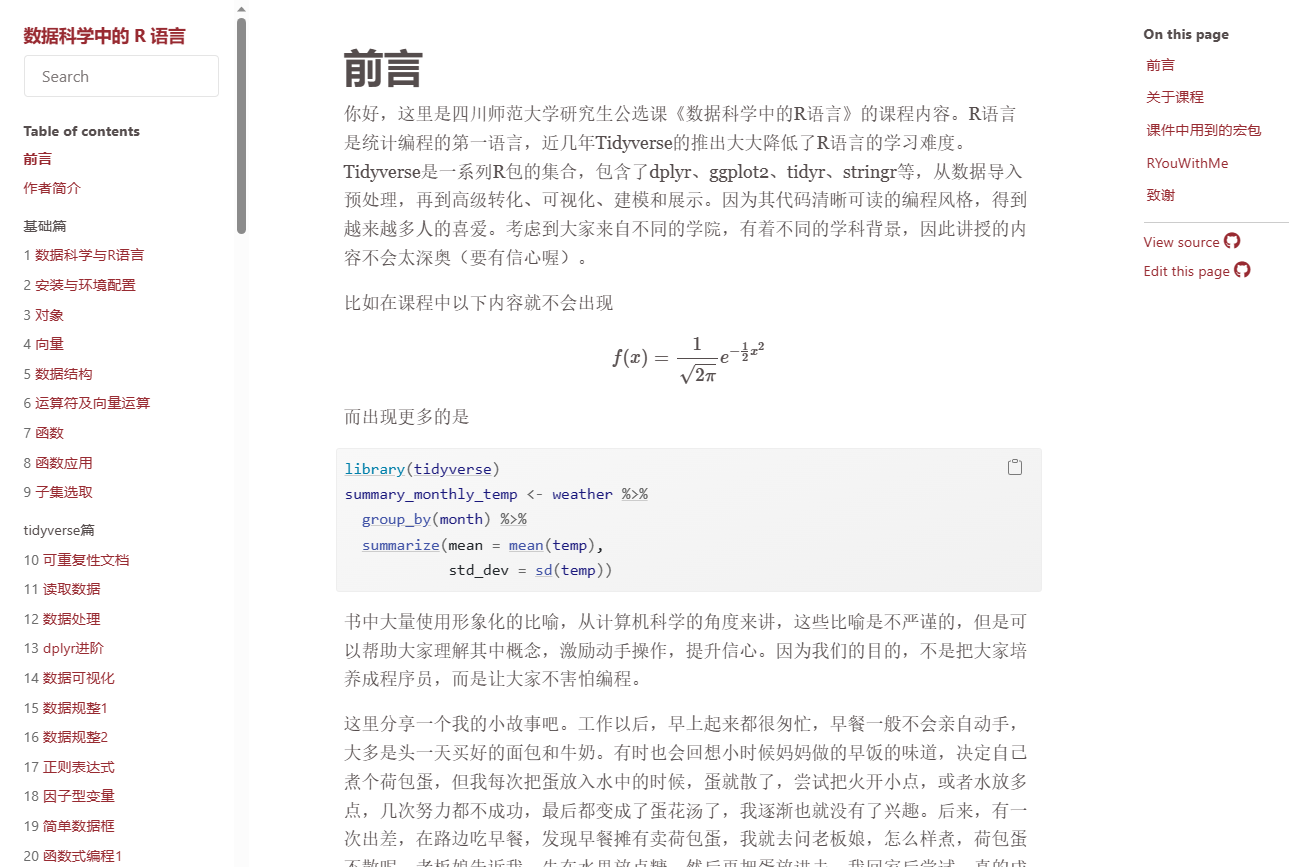 数据科学中的 R 语言
Search
Table of contents
前言
作者简介
基础篇
1 数据科学与R语言
2 安装与环境配置
3 对象
4 向量
5 数据结构
6 运算符及向量运算
7 函数
8 函数应用
9 子集选取
tidyverse篇
10 可重复性文档
11 读取数据
12 数据处理
13 dplyr进阶
14 数据可视化
15 数据规整1
16 数据规整2
17 正则表达式
18 因子型变量
19 简单数据框
20 函数式编程1
前言
你好，这里是四川师范大学研究生公选课《数据科学中的R语言》的课程内容。R语言
是统计编程的第一语言，近几年Tidyverse的推出大大降低了R语言的学习难度。
Tidyverse是一系列R包的集合，包含了dplyr、ggplot2、tidyr、stringr等，从数据导入
预处理，再到高级转化、可视化、建模和展示。因为其代码清晰可读的编程风格，得到
越来越多人的喜爱。考虑到大家来自不同的学院，有着不同的学科背景，因此讲授的内
容不会太深奥（要有信心喔）。
比如在课程中以下内容就不会出现
f(x) = \frac{1}{\sqrt{2\pi}} e^{-\frac{1}{2}x^2}
而出现更多的是
library(tidyverse)
summary_monthly_temp <- weather %>%
  group_by(month) %>%
  summarize(mean = mean(temp),
            std_dev = sd(temp))
书中大量使用形象化的比喻，从计算机科学的角度来讲，这些比喻是不严谨的，但是可
以帮助大家理解其中概念，激励动手操作，提升信心。因为我们的目的，不是把大家培
养成程序员，而是让大家不害怕编程。
这里分享一个我的小故事吧。工作以后，早上起来都很匆忙，早餐一般不会亲自动手，
大多是头一天买好的面包和牛奶。有时也会回想小时候妈妈做的早饭的味道，决定自己
煮个荷包蛋，但我每次把蛋放入水中的时候，蛋就散了，尝试把火开小点，或者水放多
点，几次努力都不成功，最后都变成了蛋花汤了，我逐渐也就没有了兴趣。后来，有一
次出差，在路边吃早餐，发现早餐摊有卖荷包蛋，我就去问老板娘，怎么样煮，荷包蛋
On this page
前言
关于课程
课件中用到的宏包
RYouWithMe
致谢
View source
Edit this page